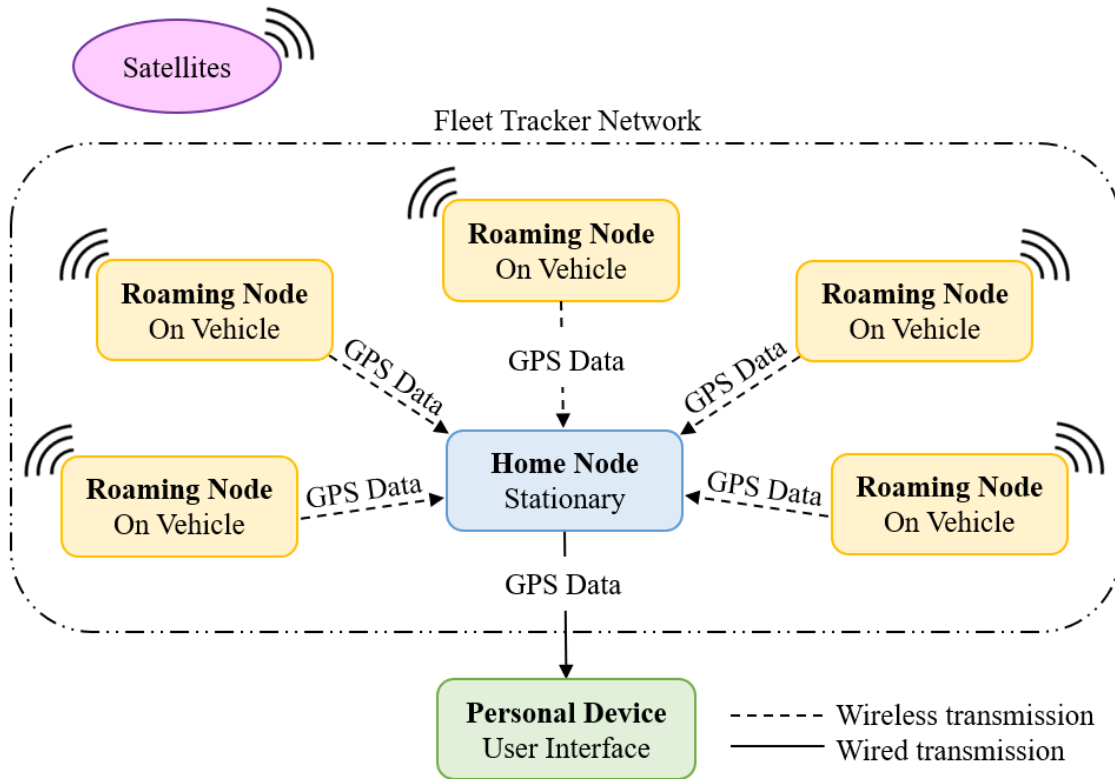 Satellites
Fleet Tracker Network
Roaming Node
On Vehicle
Roaming Node
On Vehicle
Roaming Node
On Vehicle
GPS Data
GPS Data
GPS Data
Roaming Node
On Vehicle
GPS Data
Home Node
Stationary
GPS Data
Roaming Node
On Vehicle
GPS Data
Personal Device
User Interface
Wireless transmission
Wired transmission